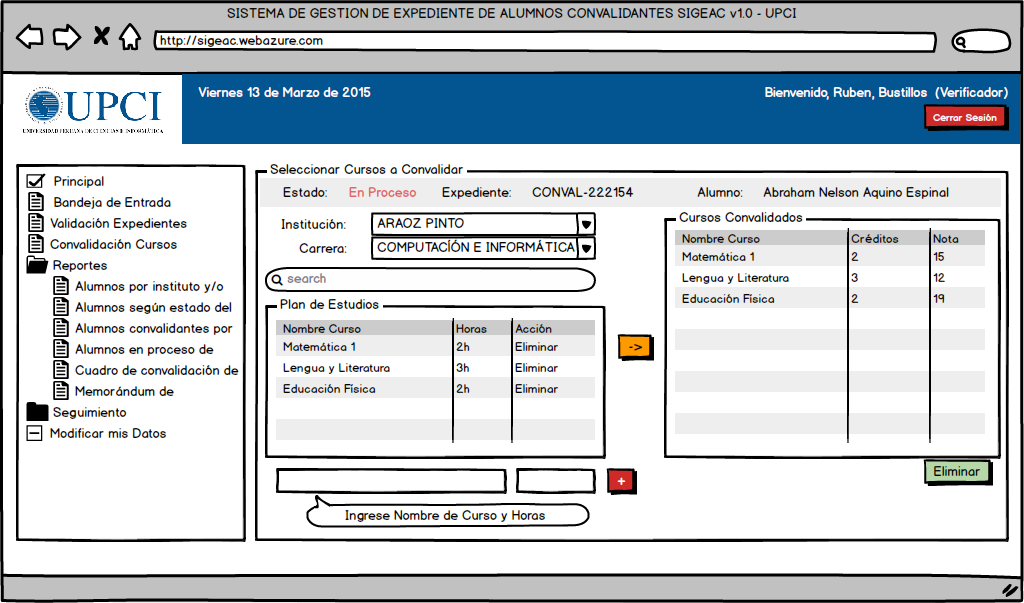 SISTEMA DE GESTION DE EXPEDIENTE DE ALUMNOS CONVALIDANTES SIGEAC v1.0 - UPCI
http://sigeac.webazure.com
UPCI
UNIVERSIDAD PERUANA DE CIENCIAS E INFORMÁTICA
Viernes 13 de Marzo de 2015
Bienvenido, Ruben, Bustillos (Verificador)
Cerrar Sesión
Principal
Bandeja de Entrada
Validación Expedientes
Convalidación Cursos
Reportes
Alumnos por instituto y/o
Alumnos según estado del
Alumnos convalidantes por
Alumnos en proceso de
Cuadro de convalidación de
Memorándum de
Seguimiento
Modificar mis Datos
Seleccionar Cursos a Convalidar
Estado: En Proceso Expediente: CONVAL-222154 Alumno: Abraham Nelson Aquino Espinal
Institución: ARAOZ PINTO
Carrera: COMPUTACÍÓN E INFORMÁTICA
search
Plan de Estudios
Nombre Curso Horas Acción
Matemática 1 2h Eliminar
Lengua y Literatura 3h Eliminar
Educación Física 2h Eliminar
->
+
Ingrese Nombre de Curso y Horas
Cursos Convalidados
Nombre Curso Créditos Nota
Matemática 1 2 15
Lengua y Literatura 3 12
Educación Física 2 19
Eliminar